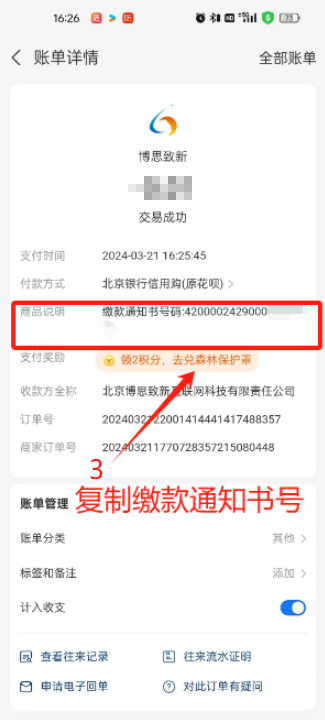 16:26
账单详情 全部账单
博思致新
交易成功
支付时间 2024-03-21 16:25:45
付款方式 北京银行信用购(原花呗)
商品说明 缴款通知书号码:4200002429000
支付奖励 领2积分，去兑森林保护罩
收款方全称 北京博思致新互联网科技有限责任公司
订单号 2024032122001414441417488357
商家订单号 20240321177072835721508044​8
3
复制缴款通知书号
账单管理
账单分类 其他
标签和备注 添加
计入收支
查看往来记录 往来流水证明
申请电子回单 对此订单有疑问